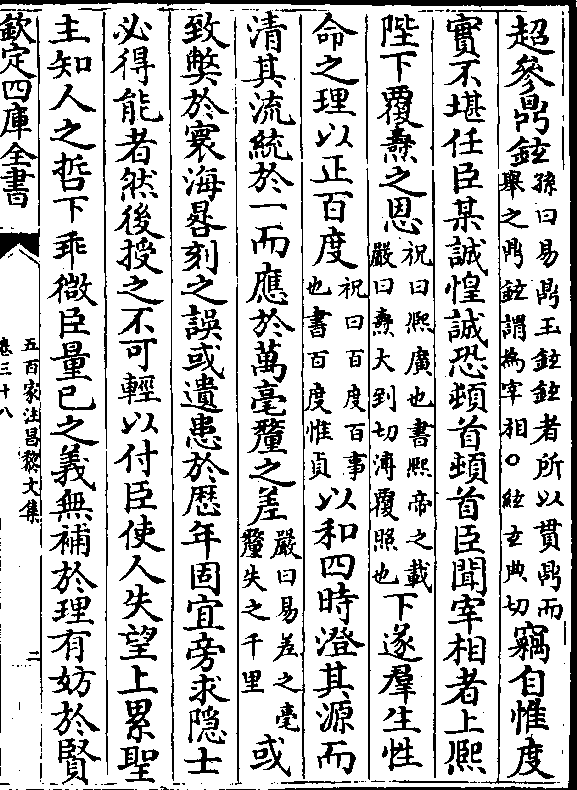 超參鼎鉉孫曰易鼎玉鉉鉉者所以貫鼎而舉之鼎鉉謂為宰相○鉉玄典切竊自惟度
實不堪任臣某誠惶誠恐頓首頓首臣聞宰相者上熙
陛下覆燾之恩祝曰熙廣也書熙帝之載嚴曰燾大到切溥覆照也下遂羣生性
命之理以正百度祝曰百度百事也書百度惟貞以和四時澄其源而
清其流統於一而應於萬毫釐之差嚴曰易差之毫釐失之千里或
致弊於寰海晷刻之誤或遺患於歴年固宜旁求隠士
必得能者然後授之不可輕以付臣使人失望上累聖
主知人之哲下乖微臣量已之義無補於理有妨於賢
欽定四庫全書
五百家注昌黎文集
卷三十八
二